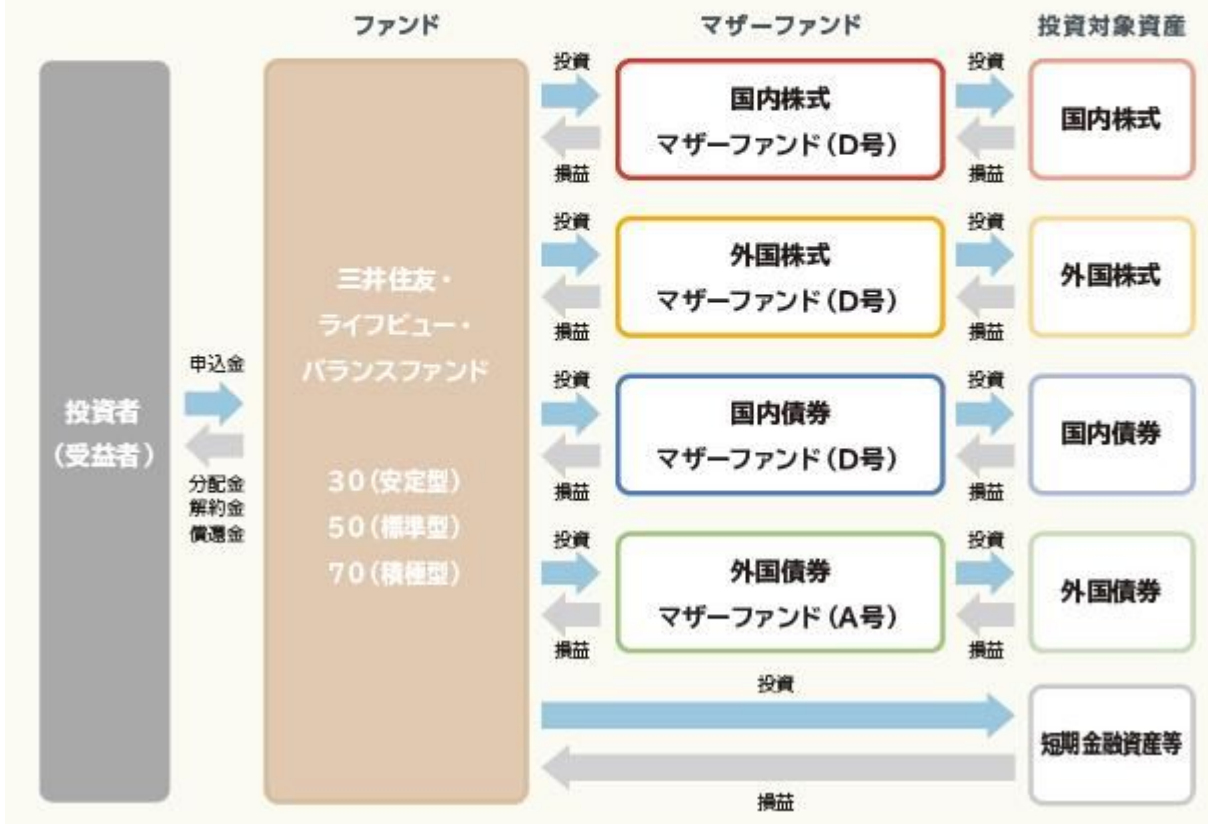 ファンド
マザーファンド
投資対象資産
投資者
(受益者)
申込金
分配金
解約金
償還金
三井住友・
ライフビュー・
バランスファンド
30(安定型)
50(標準型)
70(積極型)
投資
損益
国内株式
マザーファンド(D号)
投資
損益
国内株式
投資
損益
外国株式
マザーファンド(D号)
投資
損益
外国株式
投資
損益
国内債券
マザーファンド(D号)
投資
損益
国内債券
投資
損益
外国債券
マザーファンド(A号)
投資
損益
外国債券
投資
損益
短期金融資産等